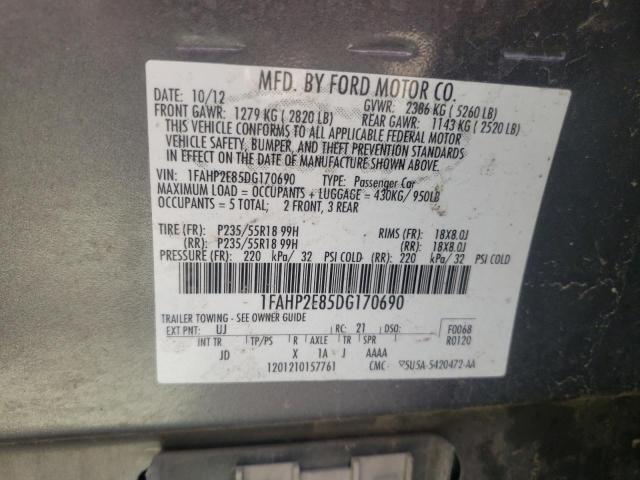 MFD. BY FORD MOTOR CO.
DATE: 10/12 GVWR: 2386 KG ( 5260 LB)
FRONT GAWR: 1279 KG ( 2820 LB) REAR GAWR: 1143 KG ( 2520 LB)
THIS VEHICLE CONFORMS TO ALL APPLICABLE FEDERAL MOTOR
VEHICLE SAFETY, BUMPER, AND THEFT PREVENTION STANDARDS
IN EFFECT ON THE DATE OF MANUFACTURE SHOWN ABOVE.
VIN: 1FAHP2E85DG170690 TYPE: Passenger Car
MAXIMUM LOAD = OCCUPANTS + LUGGAGE = 430KG/ 950LB
OCCUPANTS = 5 TOTAL; 2 FRONT, 3 REAR
TIRE (FR): P235/55R18 99H RIMS (FR): 18X8.0J
(RR): P235/55R18 99H (RR): 18X8.0J
PRESSURE (FR): 220 kPa/ 32 PSI COLD (RR): 220 kPa/ 32 PSI COLD
1FAHP2E85DG170690
TRAILER TOWING - SEE OWNER GUIDE
EXT PNT: UJ RC: 21 DSO: F0068
INT TR TP/PS R AXLE TR SPR R0120
JD X 1A J AAAA
1201210157761 CMC 5U5A-5420472-AA